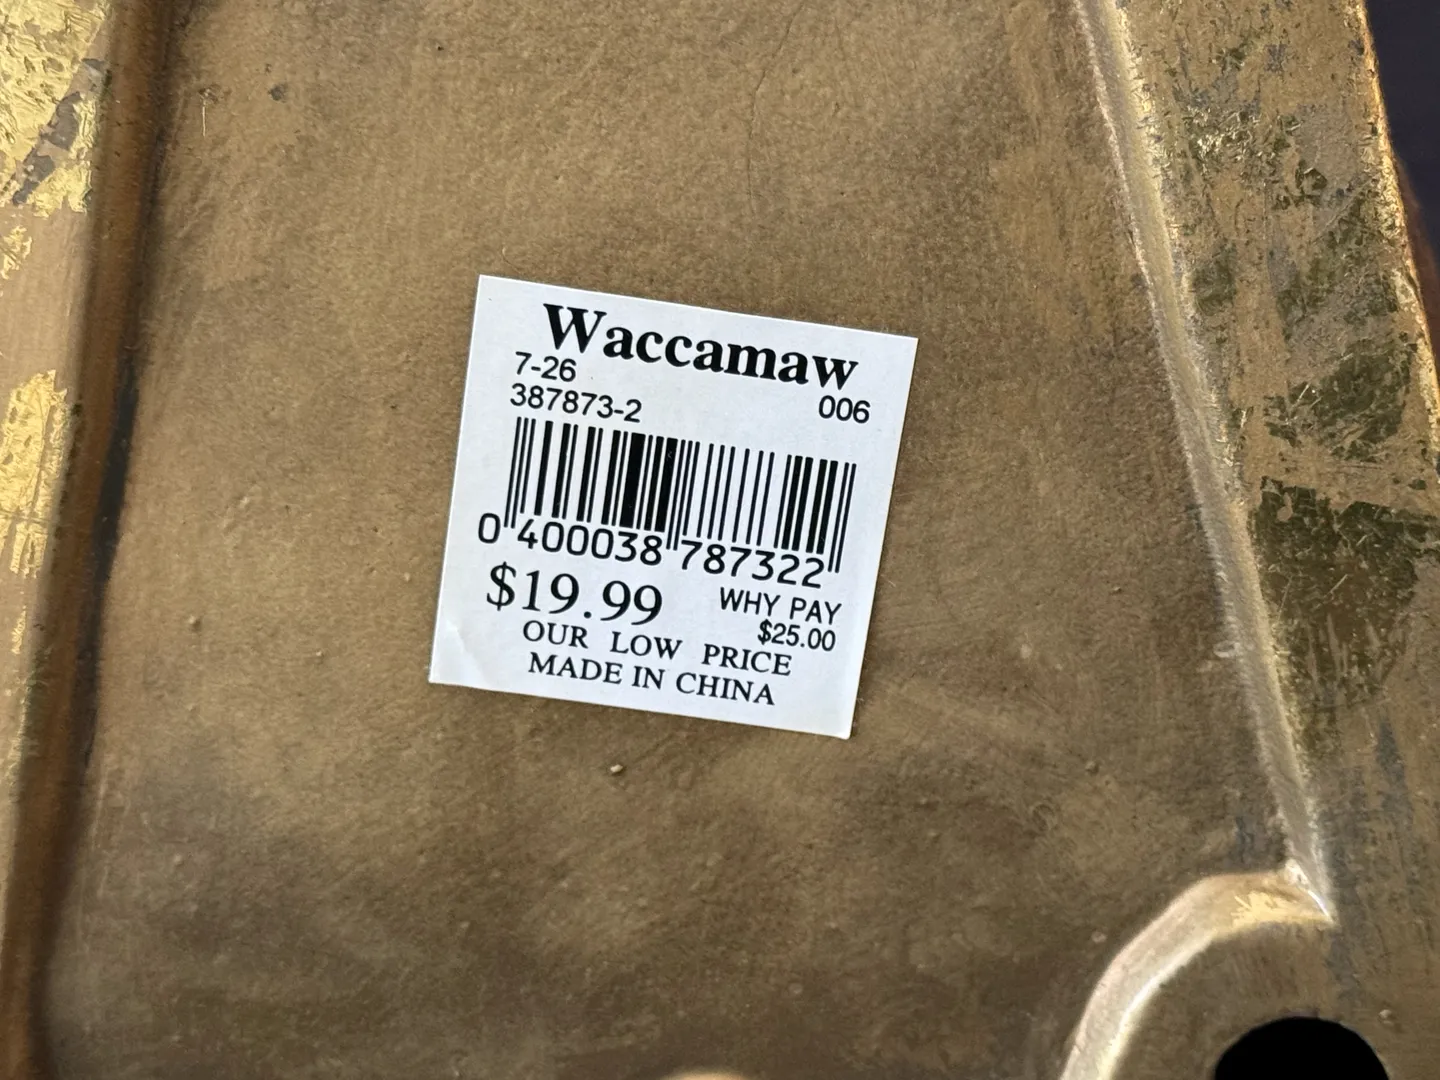 Waccamaw
7-26
387873-2 006
0 400038 787322
$19.99 WHY PAY
$25.00
OUR LOW PRICE
MADE IN CHINA